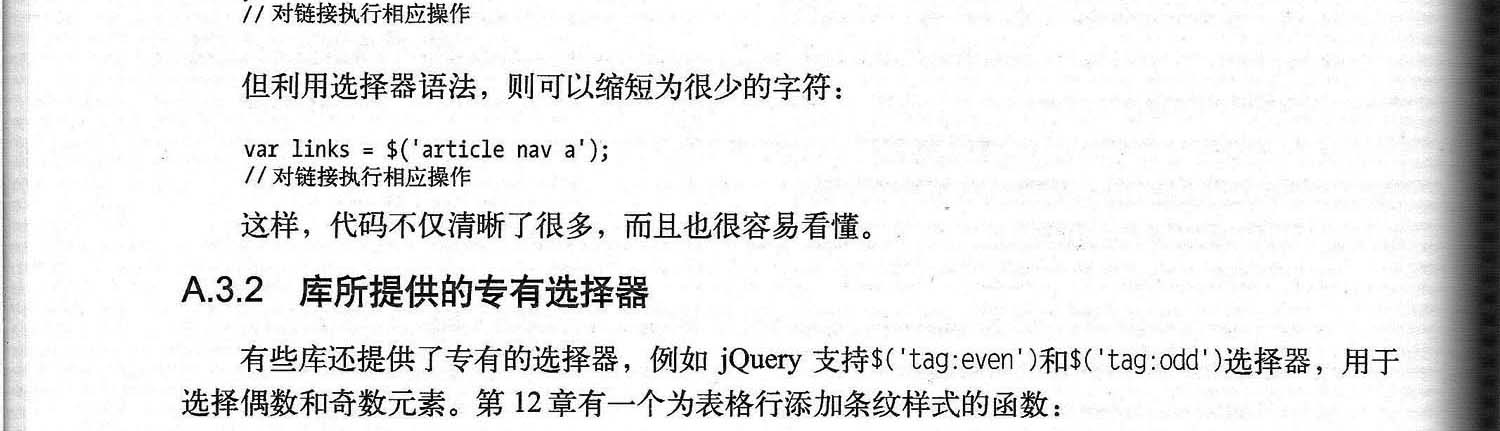 // 对链接执行相应操作
但利用选择器语法，则可以缩短为很少的字符：
var links = $('article nav a');
// 对链接执行相应操作
这样，代码不仅清晰了很多，而且也很容易看懂。
A.3.2 库所提供的专有选择器
有些库还提供了专有的选择器，例如 jQuery 支持$('tag:even')和$('tag:odd')选择器，用于
选择偶数和奇数元素。第 12 章有一个为表格行添加条纹样式的函数：